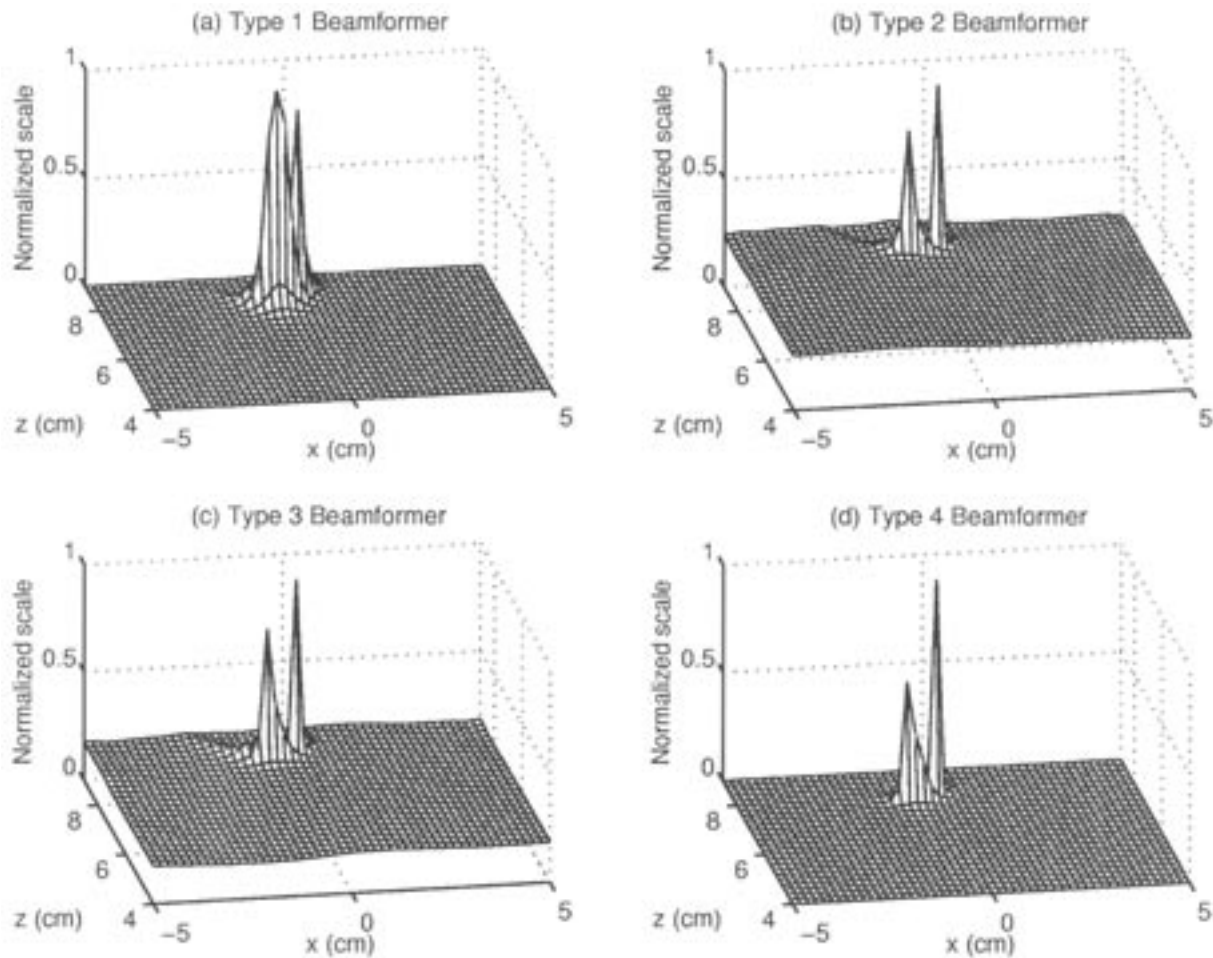 (a) Type 1 Beamformer
1
0.5
0
Normalized scale
8
6
4
z (cm)
−5
0
5
x (cm)
(b) Type 2 Beamformer
1
0.5
0
Normalized scale
8
6
4
z (cm)
−5
0
5
x (cm)
(c) Type 3 Beamformer
1
0.5
0
Normalized scale
8
6
4
z (cm)
−5
0
5
x (cm)
(d) Type 4 Beamformer
1
0.5
0
Normalized scale
8
6
4
z (cm)
−5
0
5
x (cm)